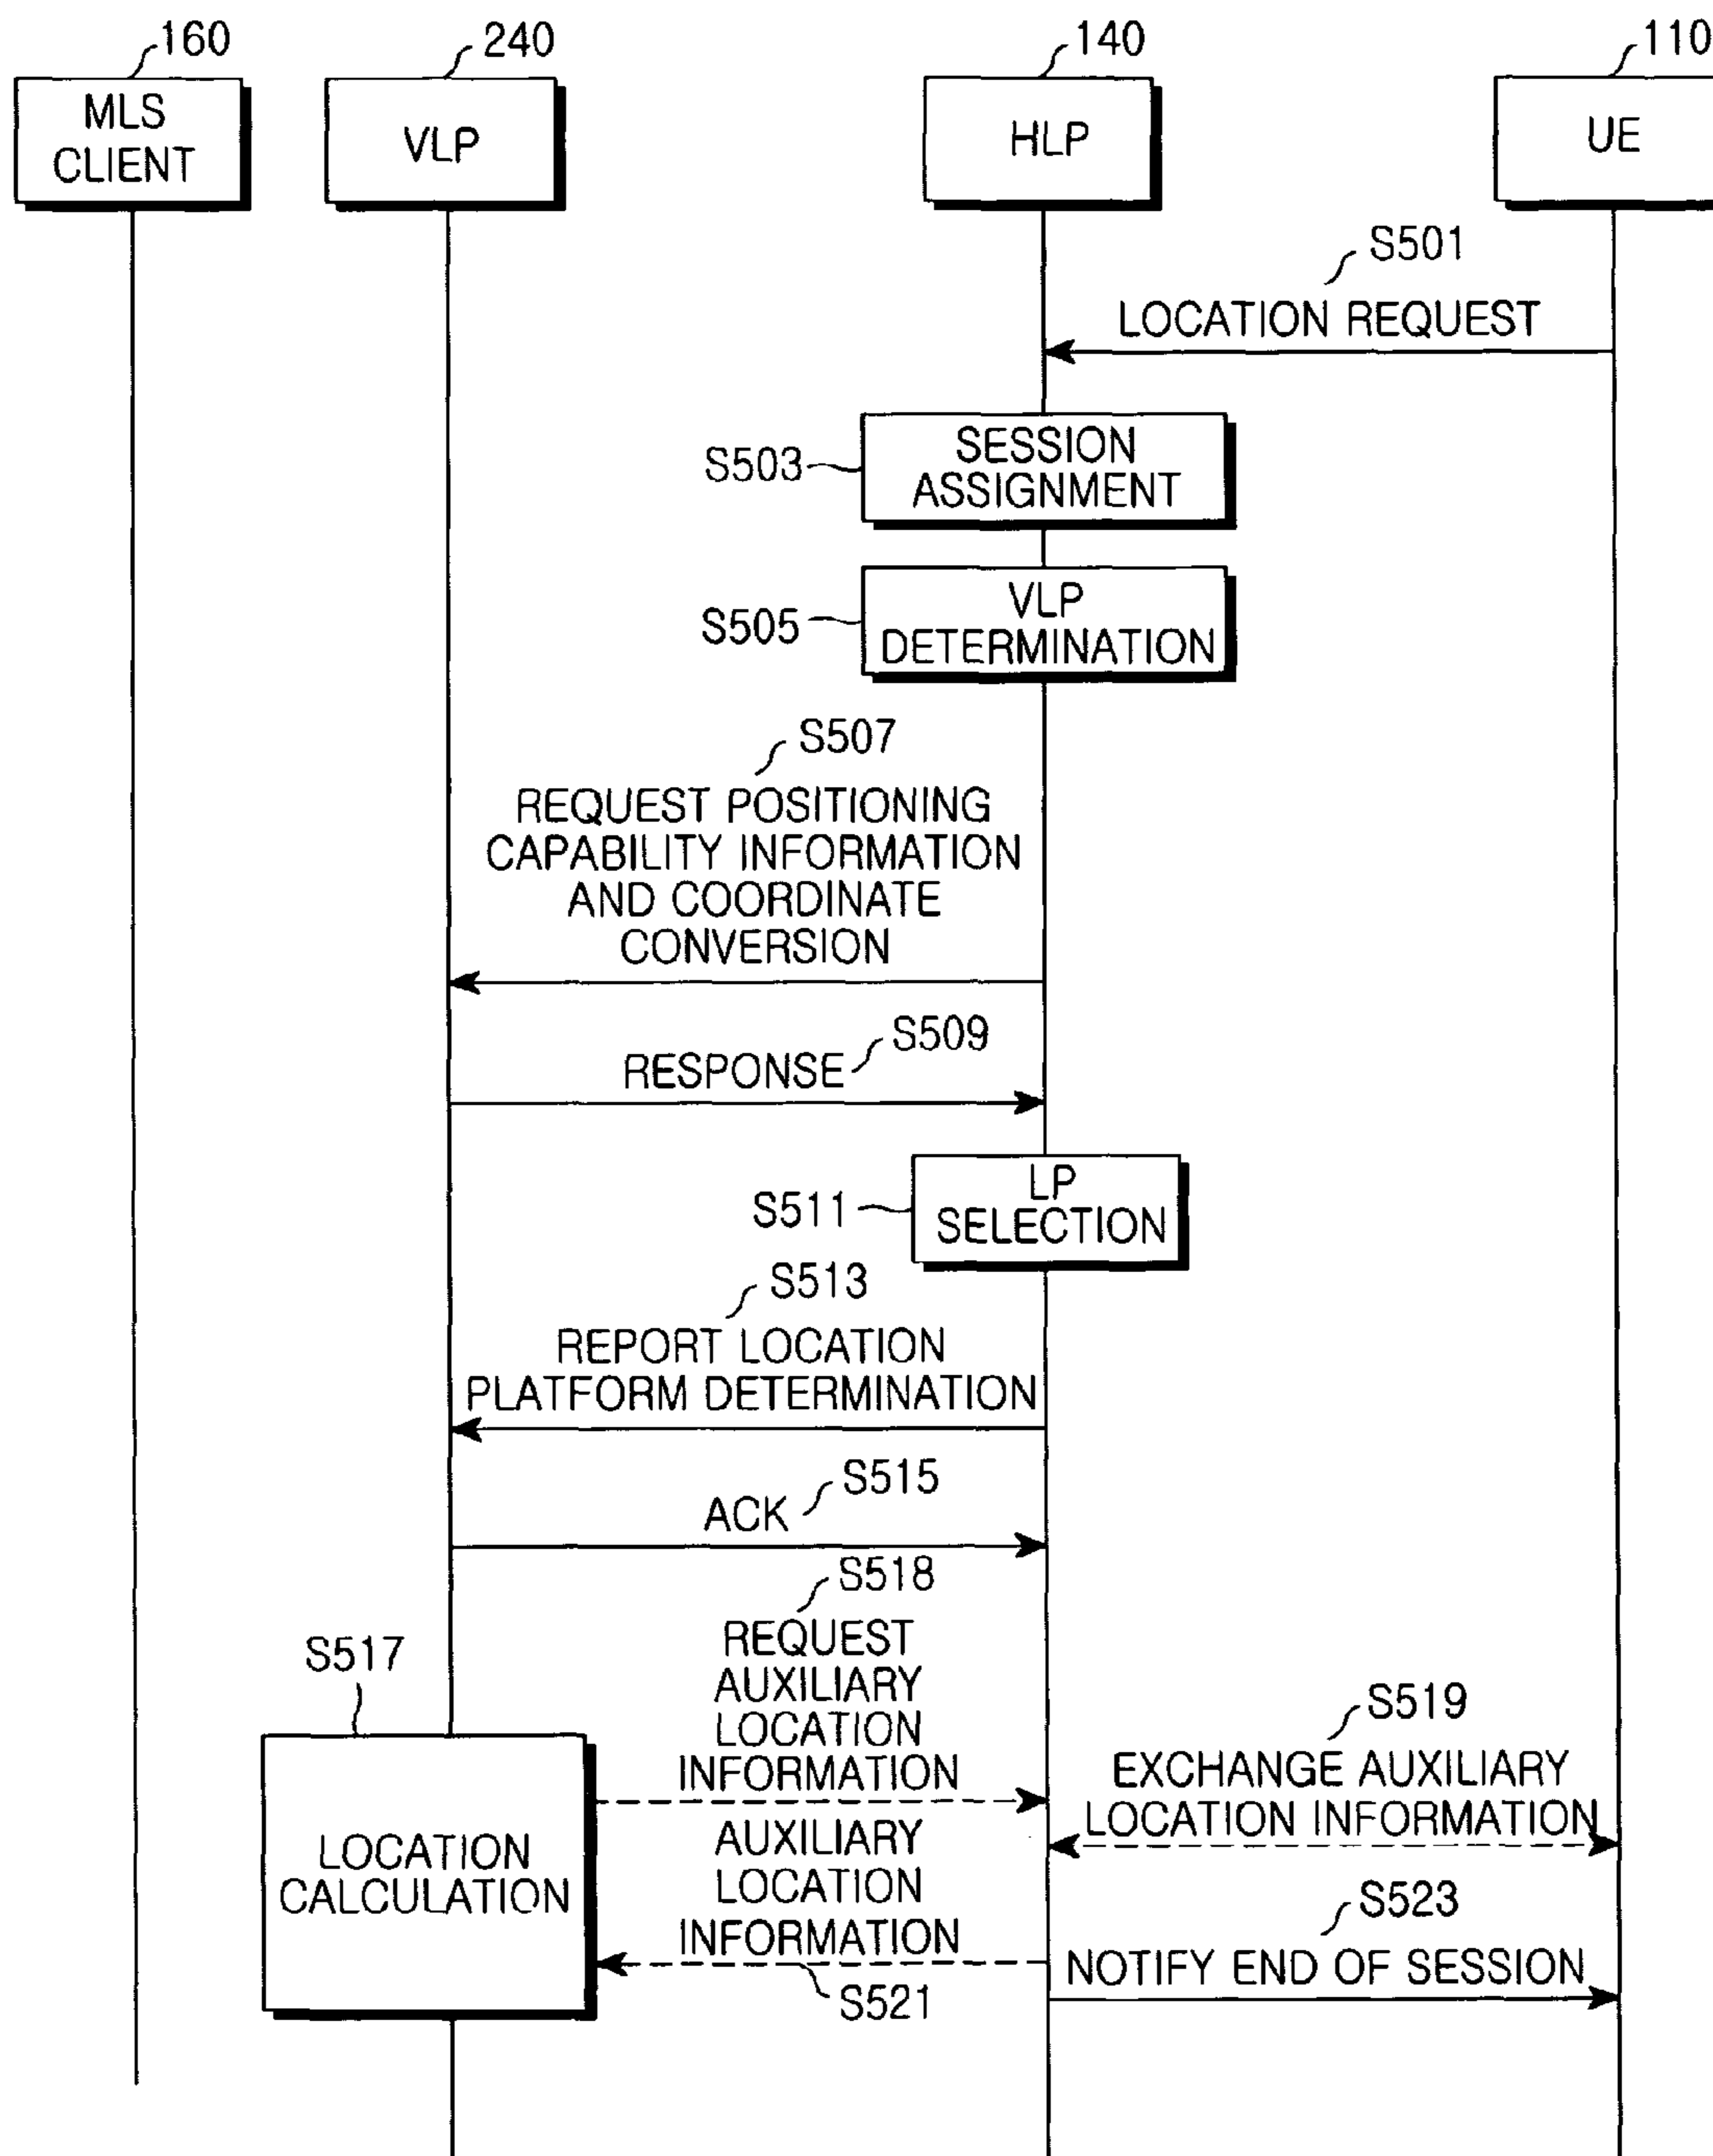 160
240
140
110
MLS
CLIENT
VLP
HLP
UE
S501
LOCATION REQUEST
S503
SESSION
ASSIGNMENT
S505
VLP
DETERMINATION
S507
REQUEST POSITIONING
CAPABILITY INFORMATION
AND COORDINATE
CONVERSION
S509
RESPONSE
S511
LP
SELECTION
S513
REPORT LOCATION
PLATFORM DETERMINATION
S515
ACK
S518
REQUEST
AUXILIARY
LOCATION
INFORMATION
S517
LOCATION
CALCULATION
S519
EXCHANGE AUXILIARY
LOCATION INFORMATION
AUXILIARY
LOCATION
INFORMATION
S521
S523
NOTIFY END OF SESSION